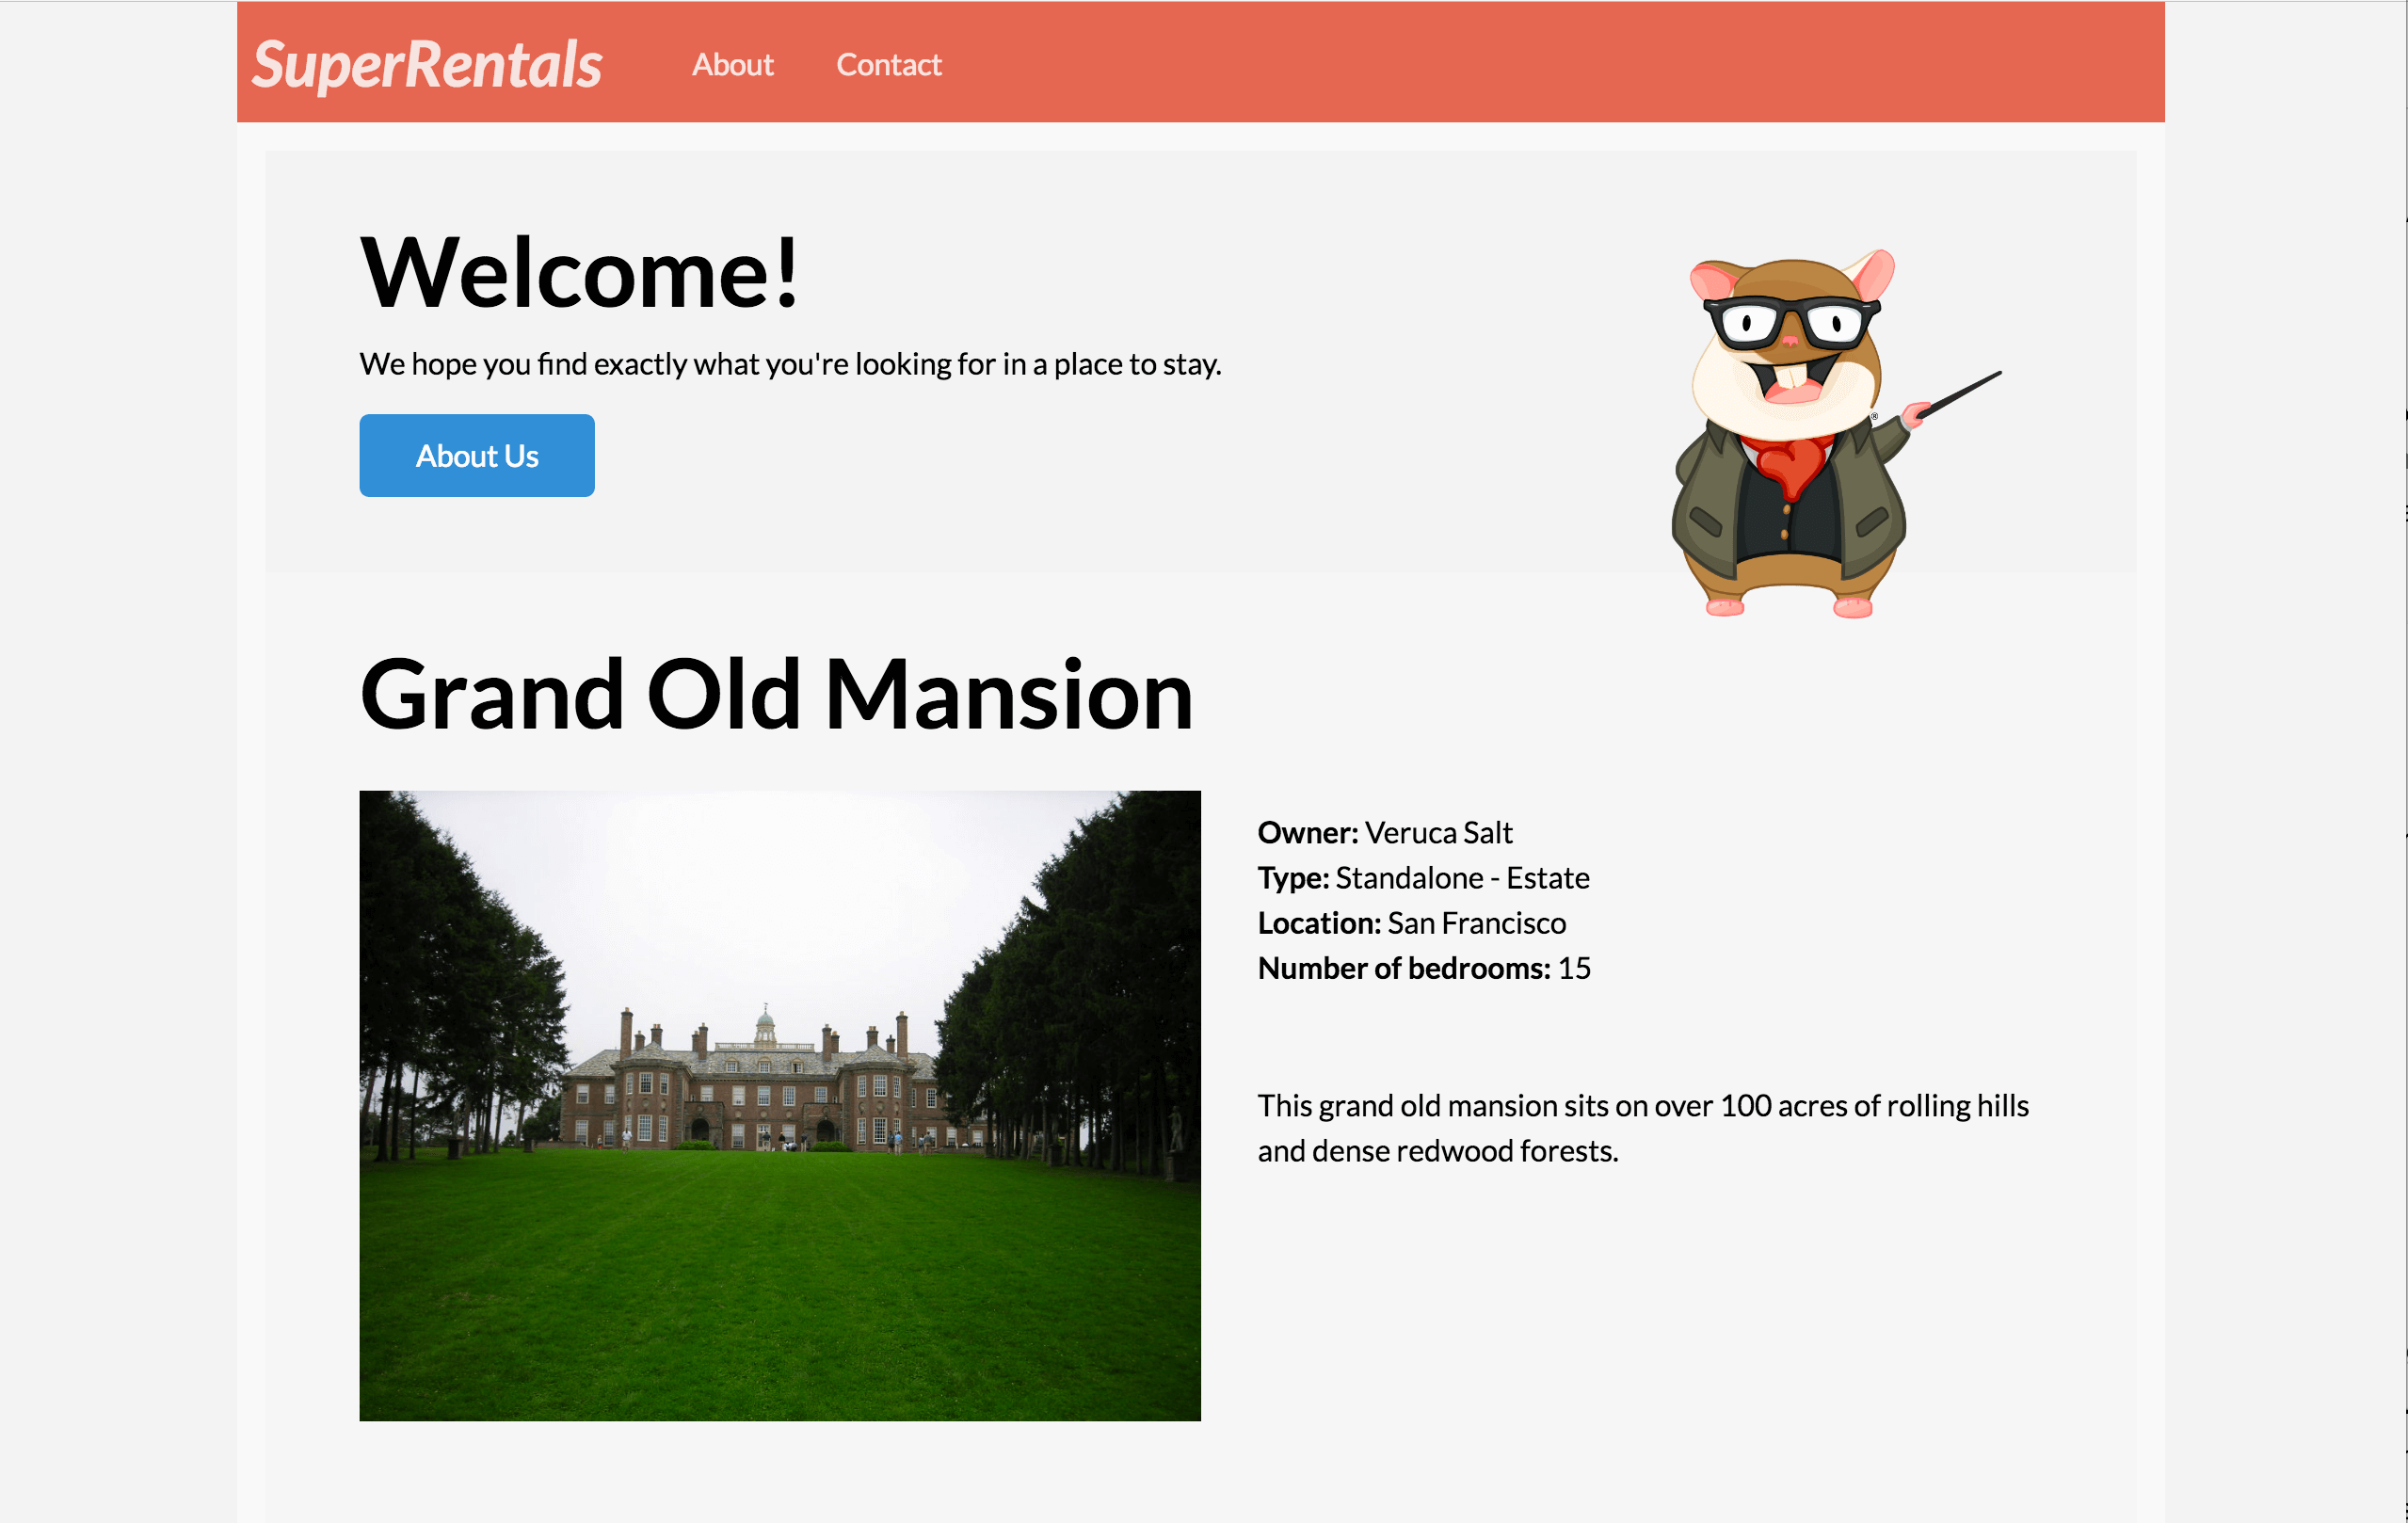 SuperRentals
About
Contact
Welcome!
We hope you find exactly what you're looking for in a place to stay.
About Us
®
Grand Old Mansion
Owner: Veruca Salt
Type: Standalone - Estate
Location: San Francisco
Number of bedrooms: 15
This grand old mansion sits on over 100 acres of rolling hills
and dense redwood forests.